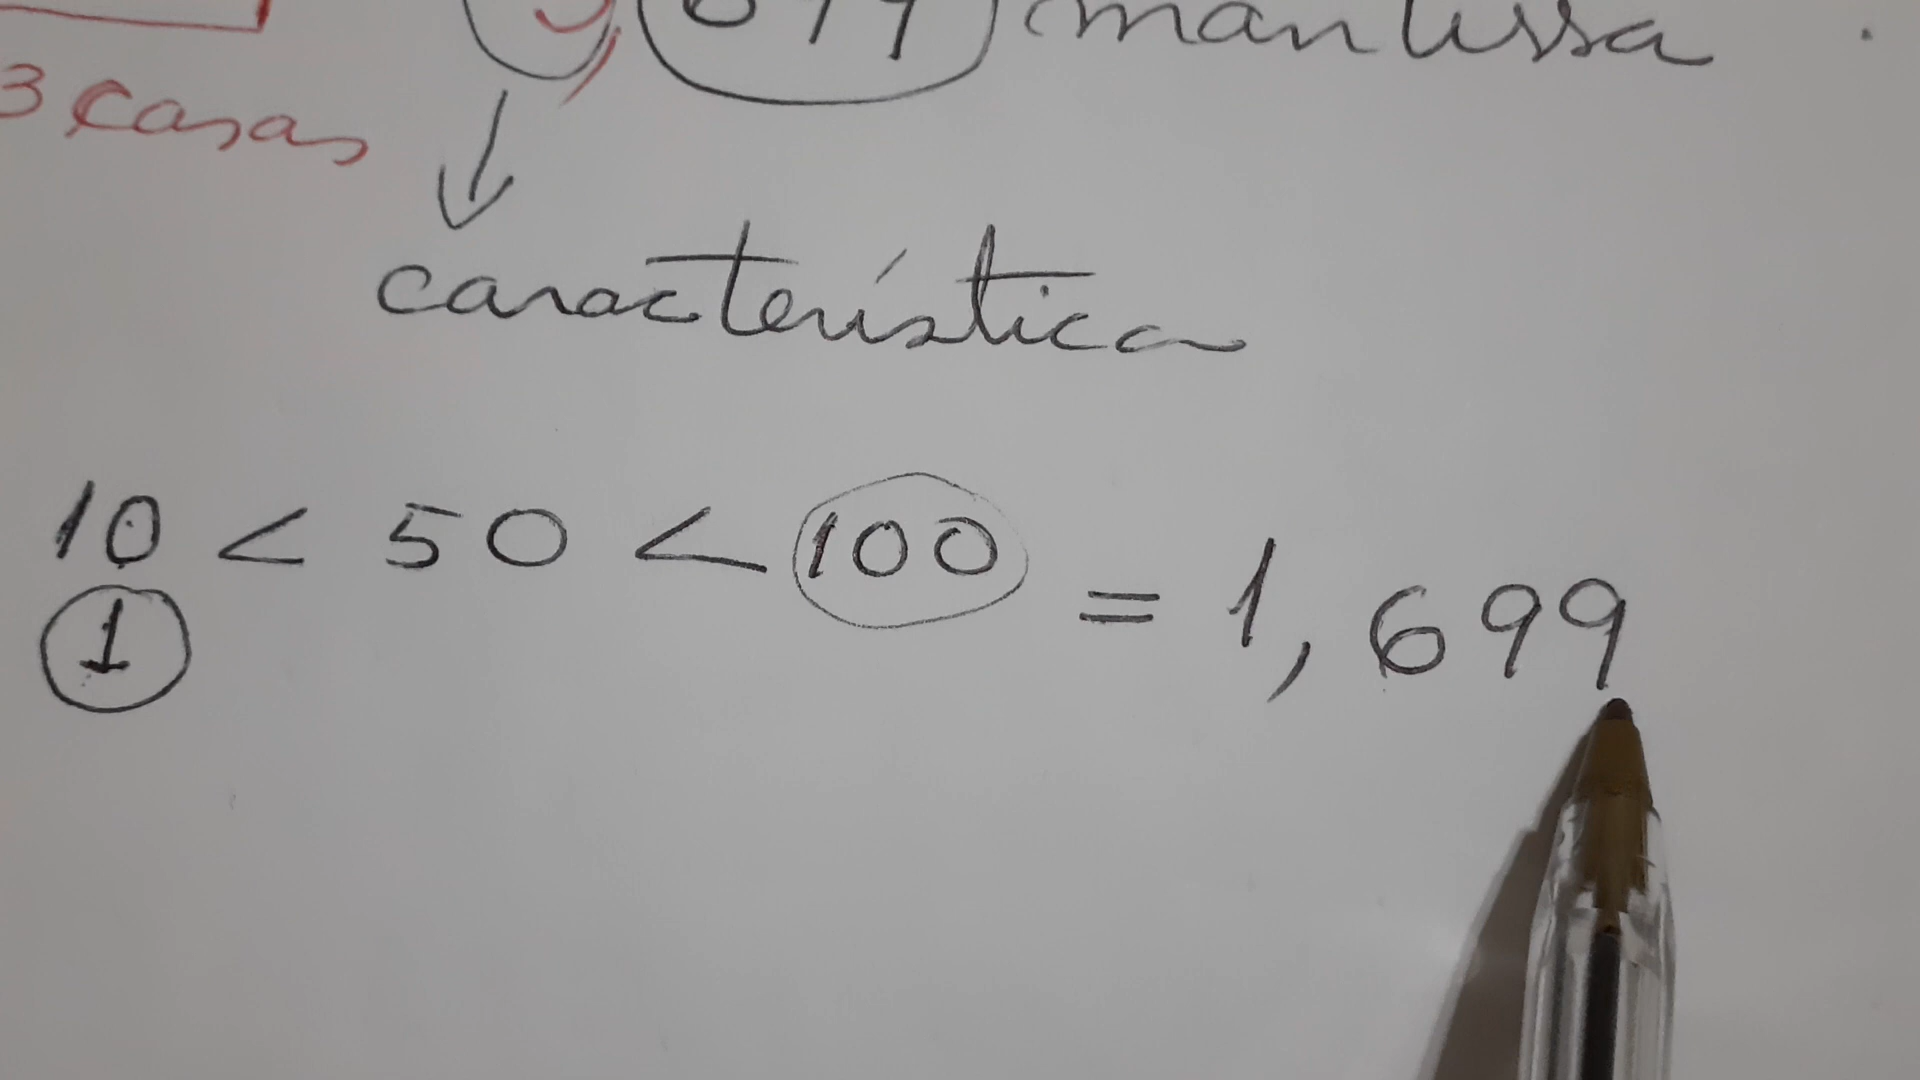 mantissa
3 casas
característica
10 < 50 < 100 = 1,699
1